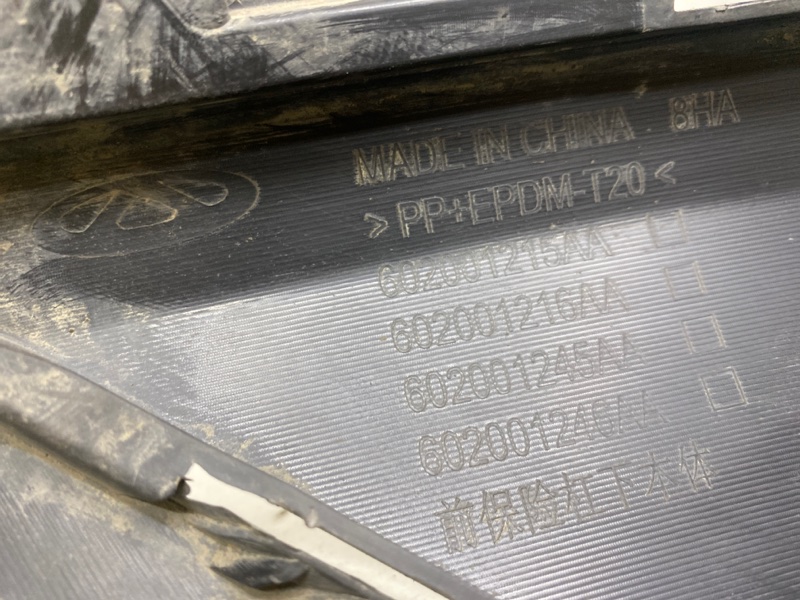 MADE IN CHINA 8HA
>PP+EPDM-T20<
602001215AA □
602001216AA □
602001245AA □
602001246AA □
前保险杠下本体